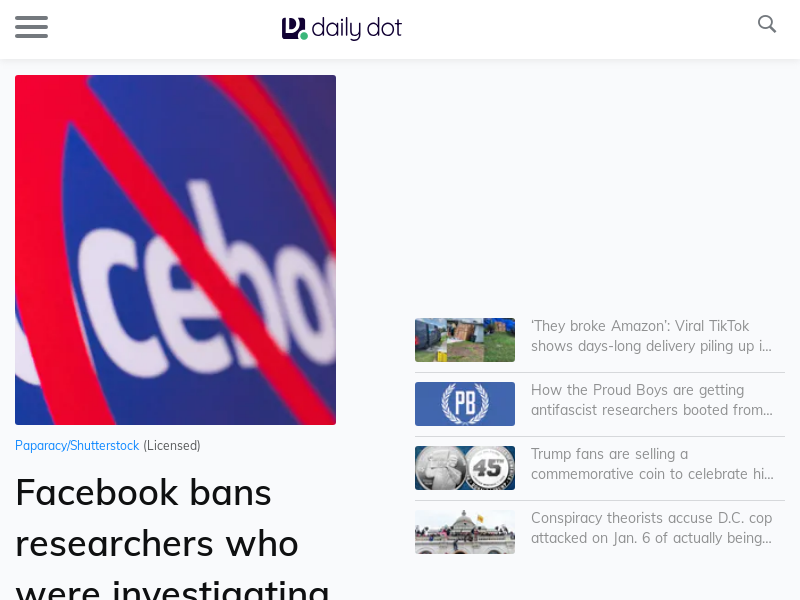 daily dot
cebo
Paparacy/Shutterstock (Licensed)
Facebook bans
researchers who
were investigating
‘They broke Amazon’: Viral TikTok
shows days-long delivery piling up i...
PB
How the Proud Boys are getting
antifascist researchers booted from...
45TH
Trump fans are selling a
commemorative coin to celebrate hi...
Conspiracy theorists accuse D.C. cop
attacked on Jan. 6 of actually being...